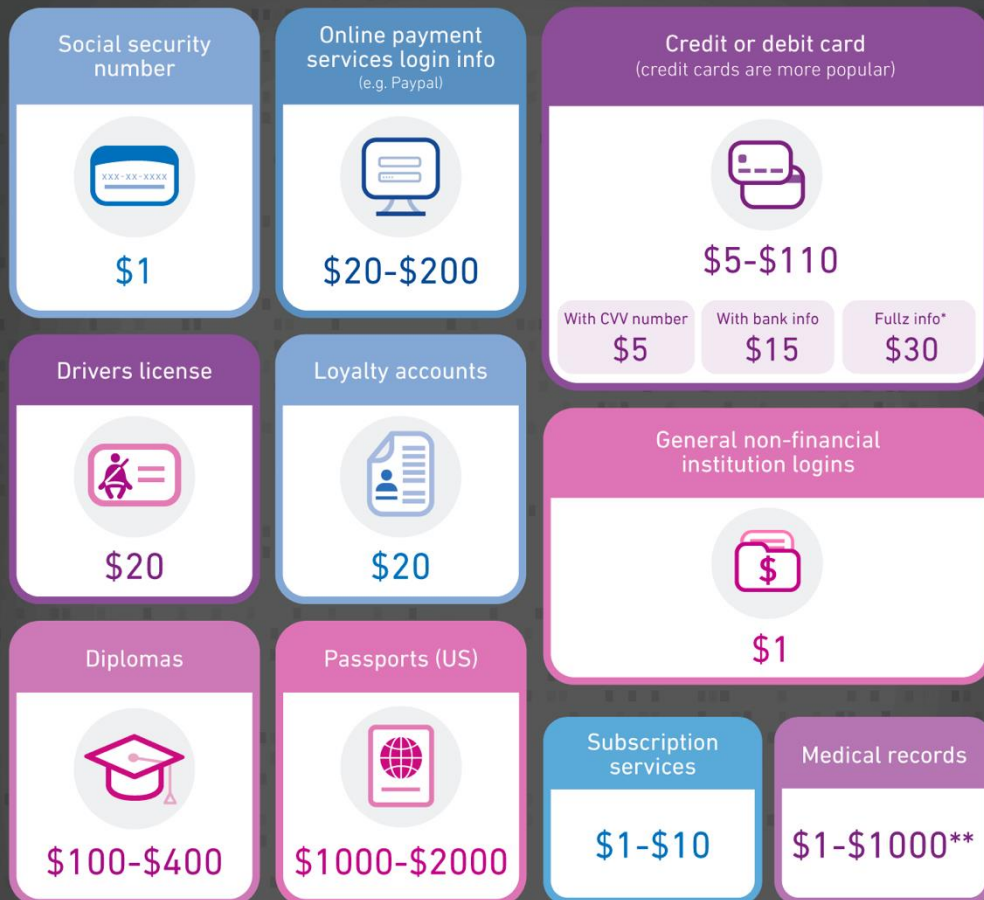 Social security
number
xxx-xx-xxxx
$1
Online payment
services login info
(e.g. Paypal)
$20-$200
Credit or debit card
(credit cards are more popular)
$5-$110
With CVV number
$5
With bank info
$15
Fullz info*
$30
Drivers license
$20
Loyalty accounts
$20
General non-financial
institution logins
$
$1
Diplomas
$100-$400
Passports (US)
$1000-$2000
Subscription
services
$1-$10
Medical records
$1-$1000**